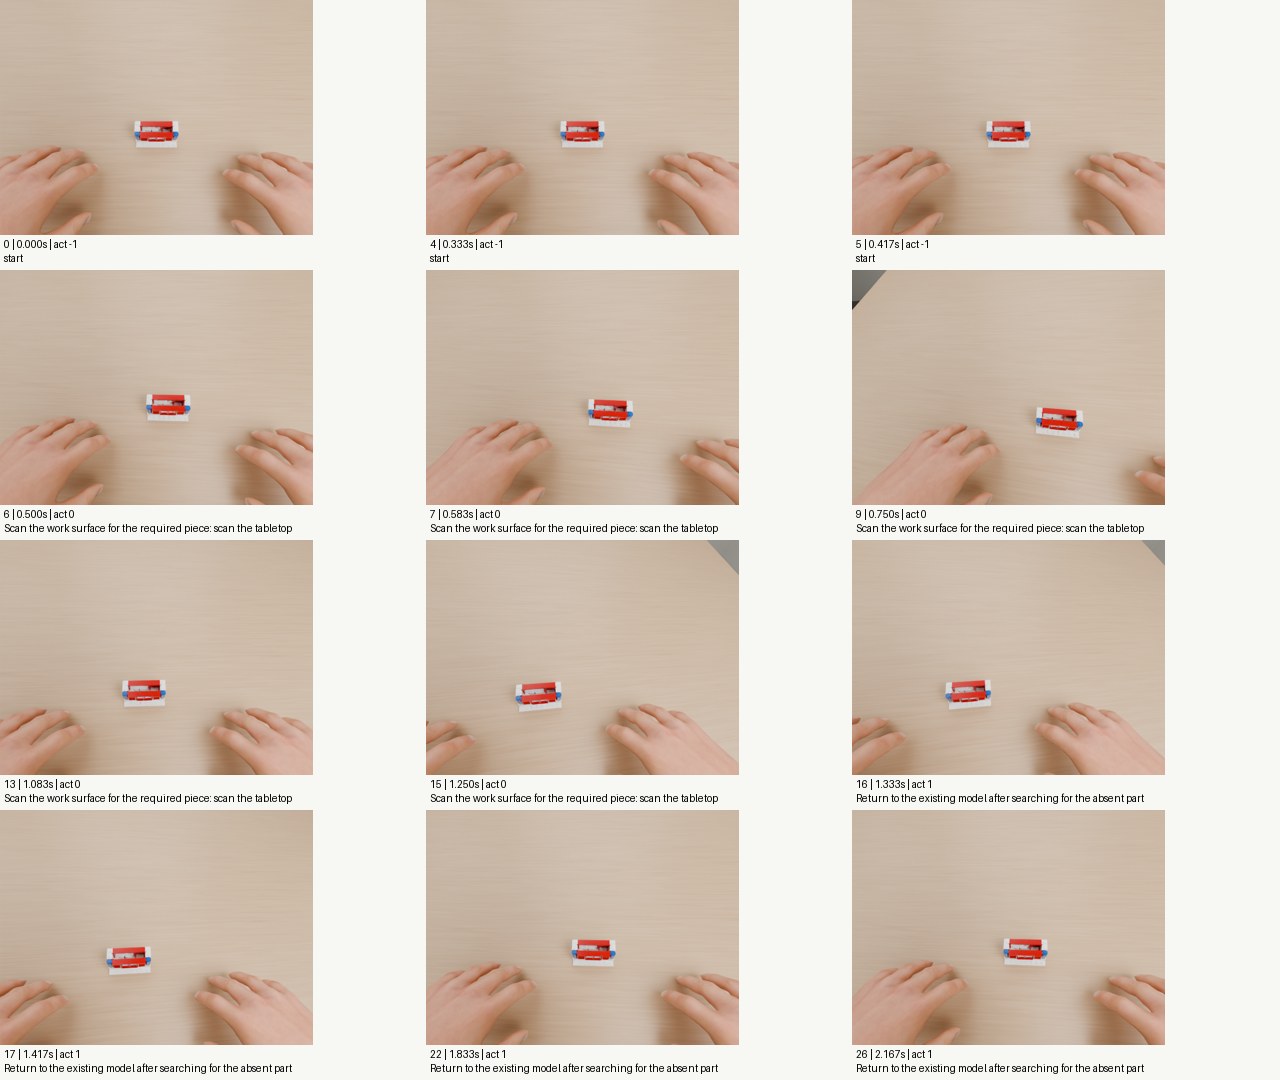 0 | 0.000s | act -1
start
4 | 0.333s | act -1
start
5 | 0.417s | act -1
start
6 | 0.500s | act 0
Scan the work surface for the required piece: scan the tabletop
7 | 0.583s | act 0
Scan the work surface for the required piece: scan the tabletop
9 | 0.750s | act 0
Scan the work surface for the required piece: scan the tabletop
13 | 1.083s | act 0
Scan the work surface for the required piece: scan the tabletop
15 | 1.250s | act 0
Scan the work surface for the required piece: scan the tabletop
16 | 1.333s | act 1
Return to the existing model after searching for the absent part
17 | 1.417s | act 1
Return to the existing model after searching for the absent part
22 | 1.833s | act 1
Return to the existing model after searching for the absent part
26 | 2.167s | act 1
Return to the existing model after searching for the absent part